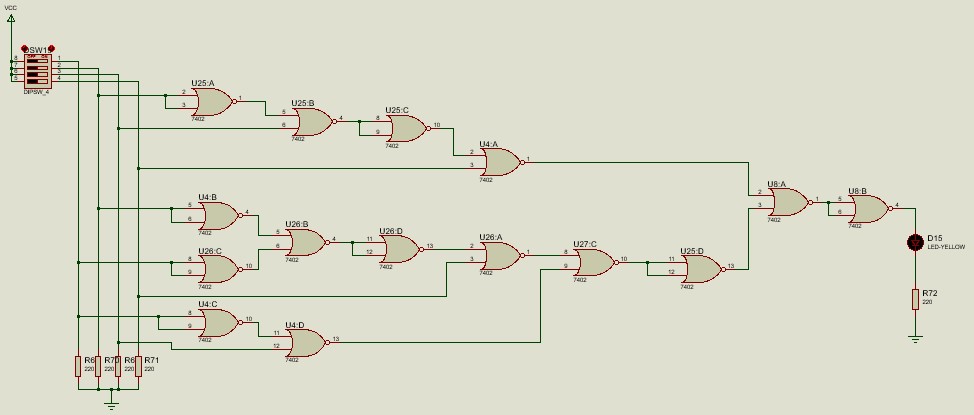 VCC
DSW15
OFF ON
8 7 6 5
1 2 3 4
DIPSW_4
U25:A
2
3
1
7402
U25:B
5
6
4
7402
U25:C
8
9
10
7402
U4:A
2
3
1
7402
U4:B
5
6
4
7402
U26:C
8
9
10
7402
U26:B
5
6
4
7402
U26:D
11
12
13
7402
U26:A
2
3
1
7402
U27:C
8
9
10
7402
U25:D
11
12
13
7402
U4:C
8
9
10
7402
U4:D
11
12
13
7402
U8:A
2
3
1
7402
U8:B
5
6
4
7402
D15
LED-YELLOW
R72
220
R70
220
R71
220
220
220